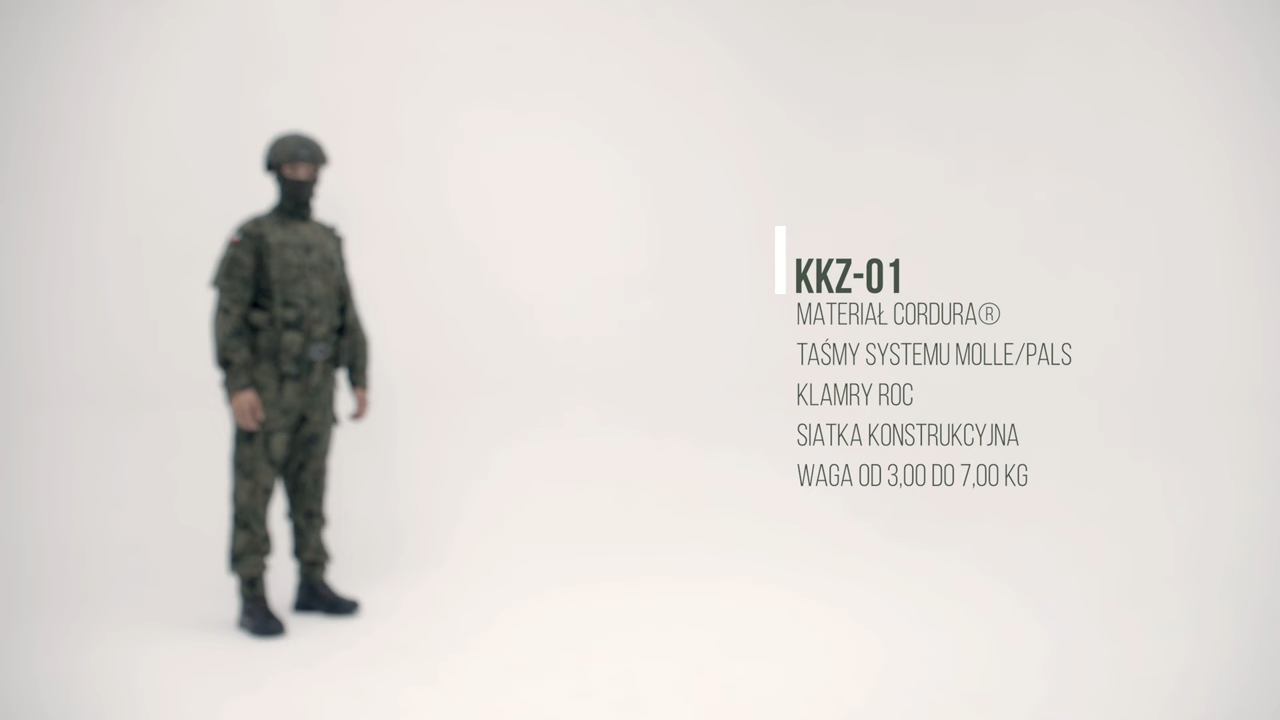 KKZ-01
MATERIAŁ CORDURA®
TAŚMY SYSTEMU MOLLE/PALS
KLAMRY ROC
SIATKA KONSTRUKCYJNA
WAGA OD 3,00 DO 7,00 KG